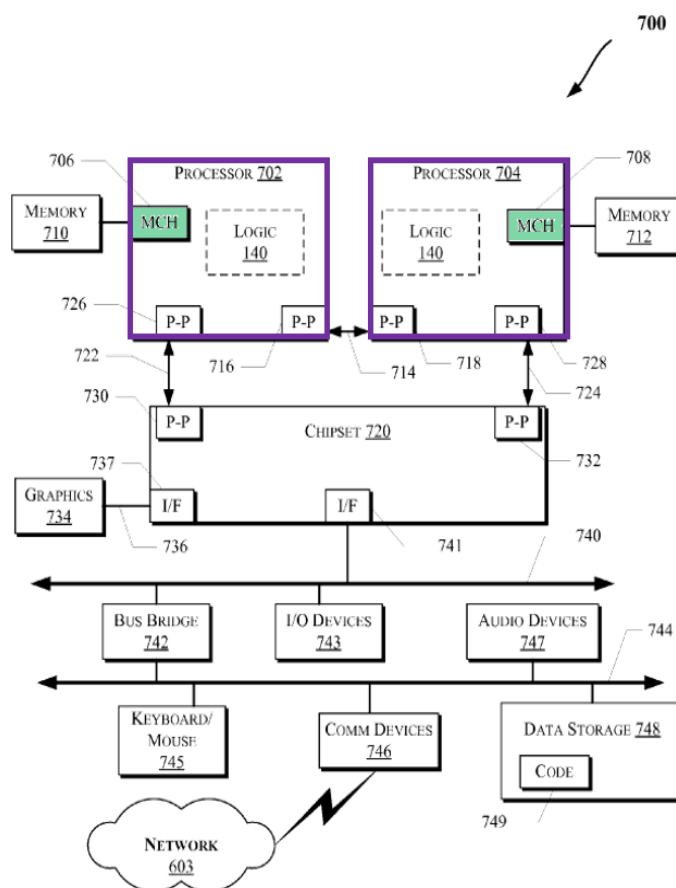 700
706
PROCESSOR 702
PROCESSOR 704
708
MEMORY
710
MCH
LOGIC
140
LOGIC
140
MCH
MEMORY
712
726
P-P
P-P
P-P
P-P
722
716
714
718
728
724
730
P-P
CHIPSET 720
P-P
732
737
GRAPHICS
734
I/F
I/F
736
741
740
BUS BRIDGE
742
I/O DEVICES
743
AUDIO DEVICES
747
744
KEYBOARD/
MOUSE
745
COMM DEVICES
746
DATA STORAGE 748
CODE
749
NETWORK
603